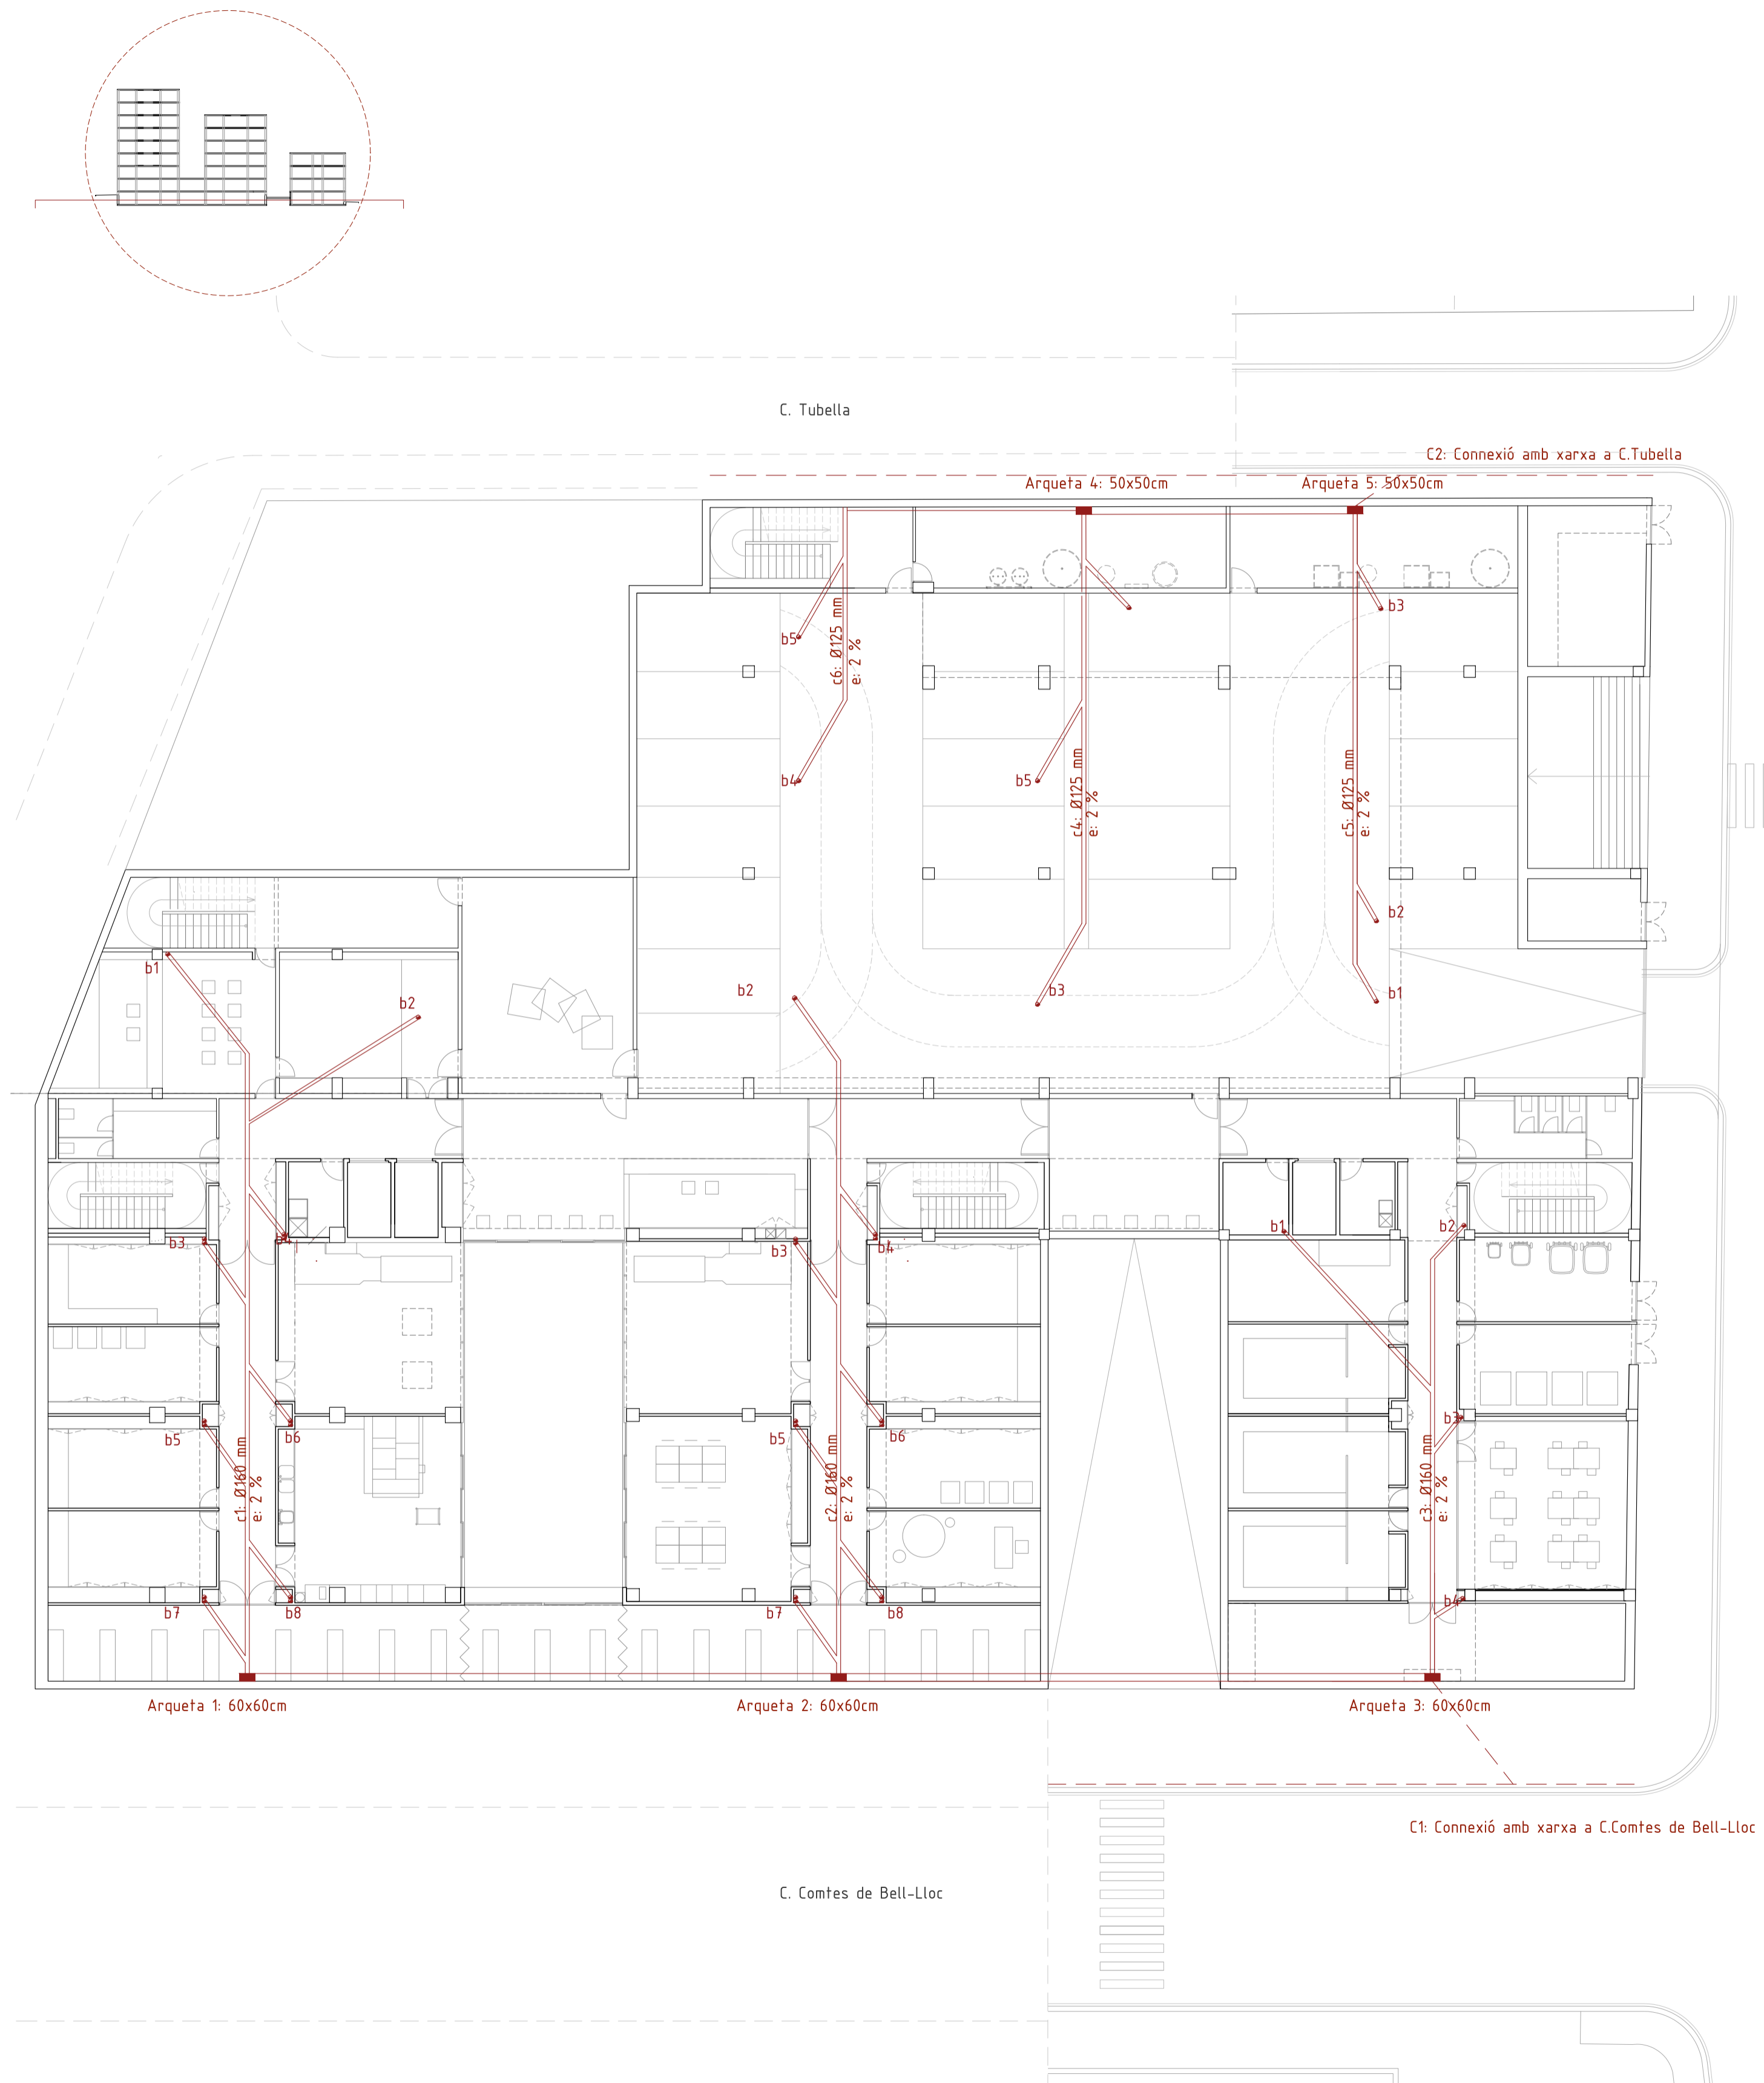 C. Tubella
C2: Connexió amb xarxa a C.Tubella
Arqueta 4: 50x50cm
Arqueta 5: 50x50cm
b3
b5
c6: Ø125 mm
e: 2 %
b4
b5
c4: Ø125 mm
e: 2 %
c5: Ø125 mm
e: 2 %
b2
b1
b1
b2
b2
b3
b3
b4
b3
b4
b1
b2
b5
b6
b5
b6
b3
c1: Ø160 mm
e: 2 %
c2: Ø160 mm
e: 2 %
c3: Ø160 mm
e: 2 %
b7
b8
b7
b8
b4
Arqueta 1: 60x60cm
Arqueta 2: 60x60cm
Arqueta 3: 60x60cm
C1: Connexió amb xarxa a C.Comtes de Bell-Lloc
C. Comtes de Bell-Lloc